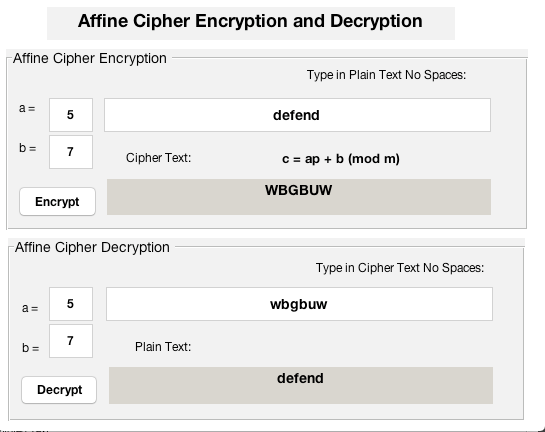 Affine Cipher Encryption and Decryption
Affine Cipher Encryption
Type in Plain Text No Spaces:
a = 5 defend
b = 7
Cipher Text: c = ap + b (mod m)
Encrypt WBGBUW
Affine Cipher Decryption
Type in Cipher Text No Spaces:
a = 5 wbgbuw
b = 7 Plain Text:
Decrypt defend